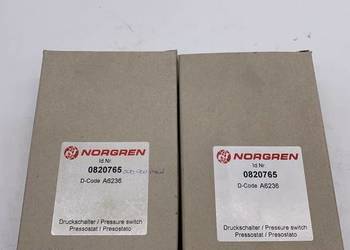 NORGREN
Id.Nr
0820765
D-Code A6236
Druckschalter / Pressure switch
Pressostat / Presostato
NORGREN
Id.Nr
0820765
D-Code A6236
Druckschalter / Pressure switch
Pressostat / Presostato